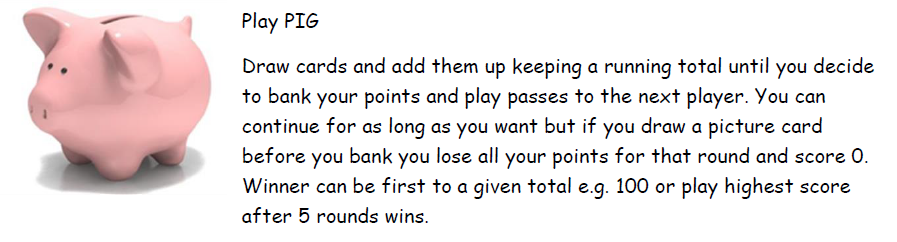 Play PIG
Draw cards and add them up keeping a running total until you decide
to bank your points and play passes to the next player. You can
continue for as long as you want but if you draw a picture card
before you bank you lose all your points for that round and score 0.
Winner can be first to a given total e.g. 100 or play highest score
after 5 rounds wins.